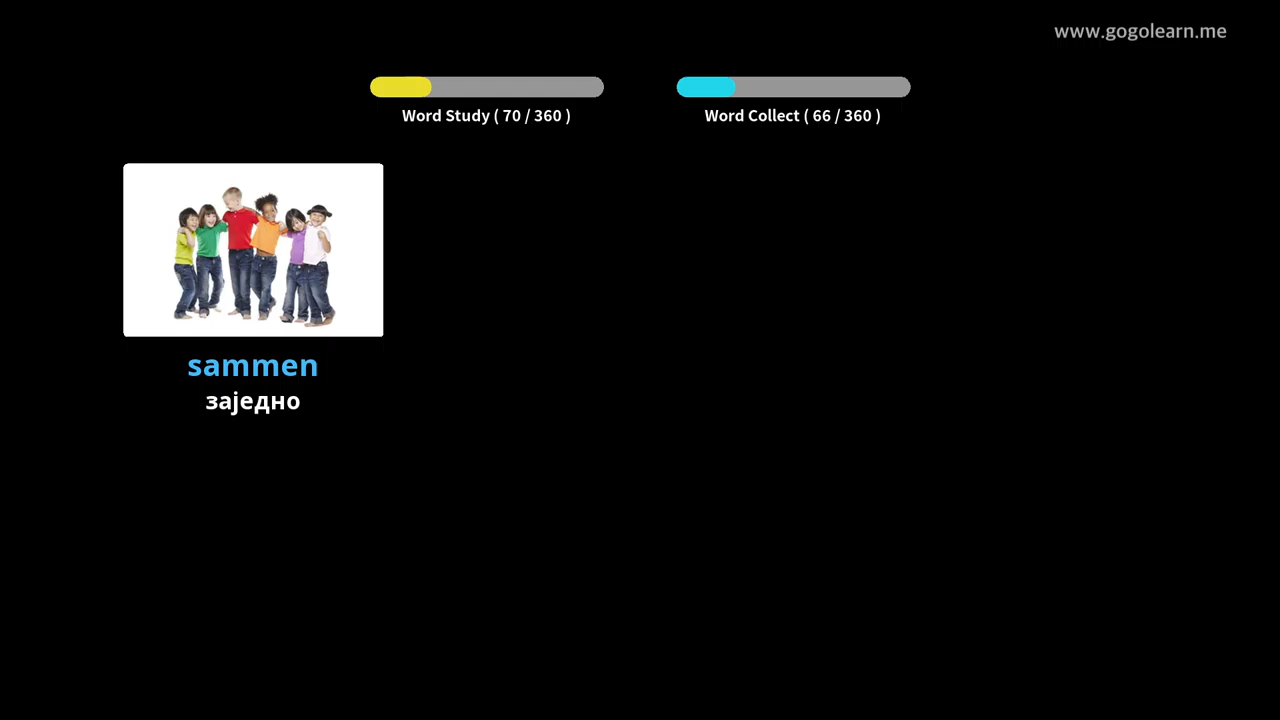 www.gogolearn.me
Word Study ( 70 / 360 )
Word Collect ( 66 / 360 )
sammen
заједно